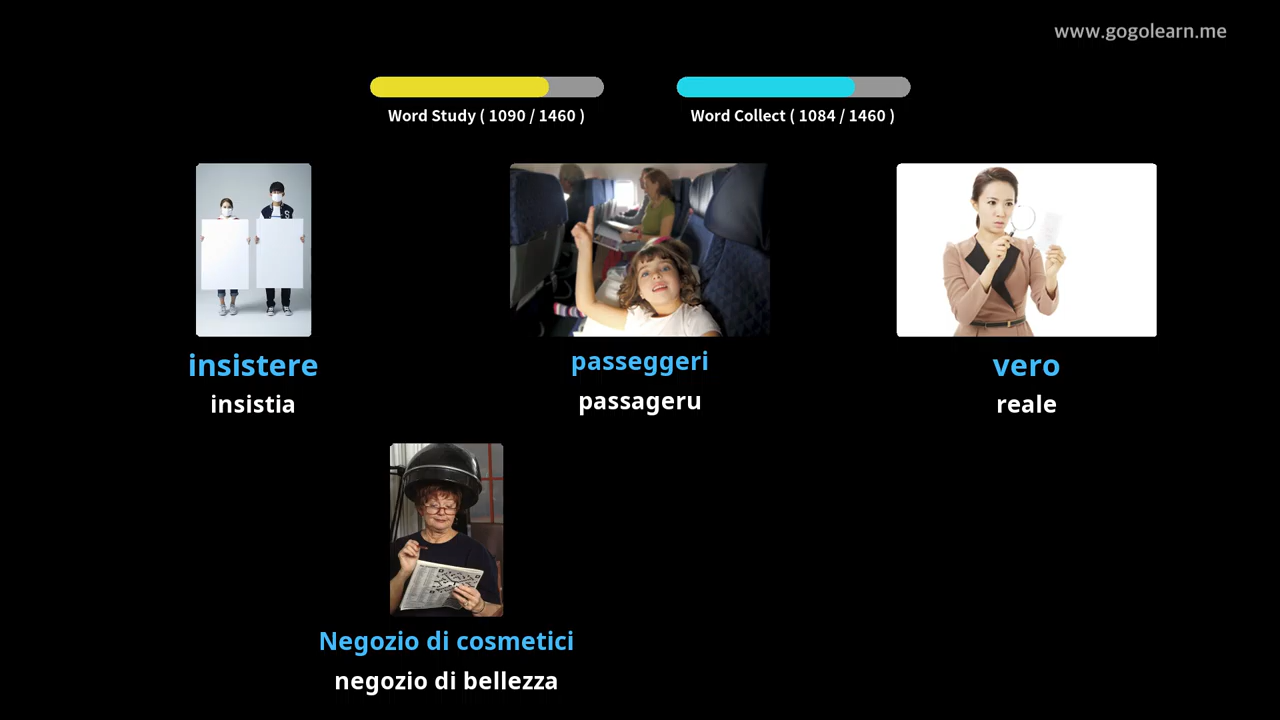 www.gogolearn.me
Word Study ( 1090 / 1460 )
Word Collect ( 1084 / 1460 )
insistere
insistia
passeggeri
passageru
vero
reale
Negozio di cosmetici
negozio di bellezza